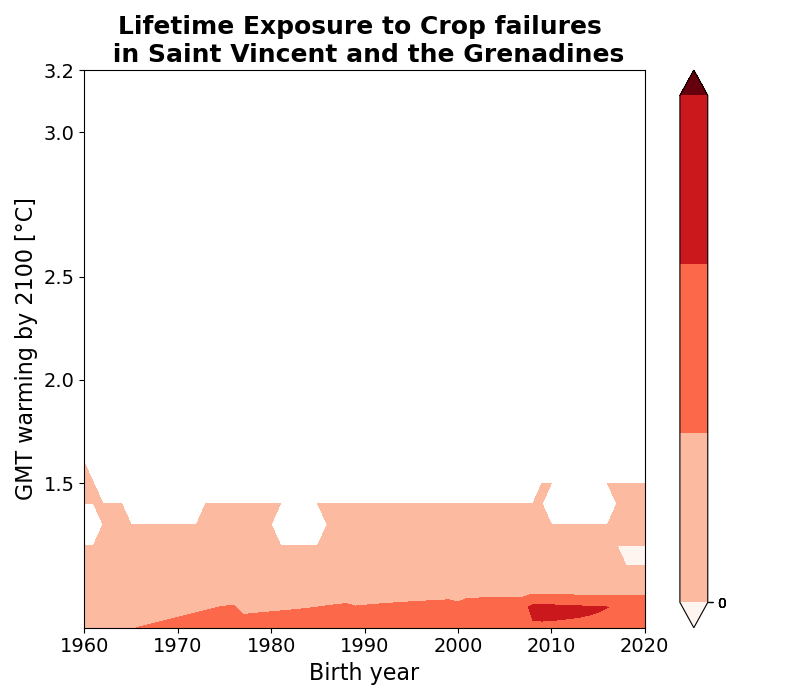 Lifetime Exposure to Crop failures
in Saint Vincent and the Grenadines
3.2
3.0
2.5
2.0
1.5
GMT warming by 2100 [°C]
1960 1970 1980 1990 2000 2010 2020
Birth year
0